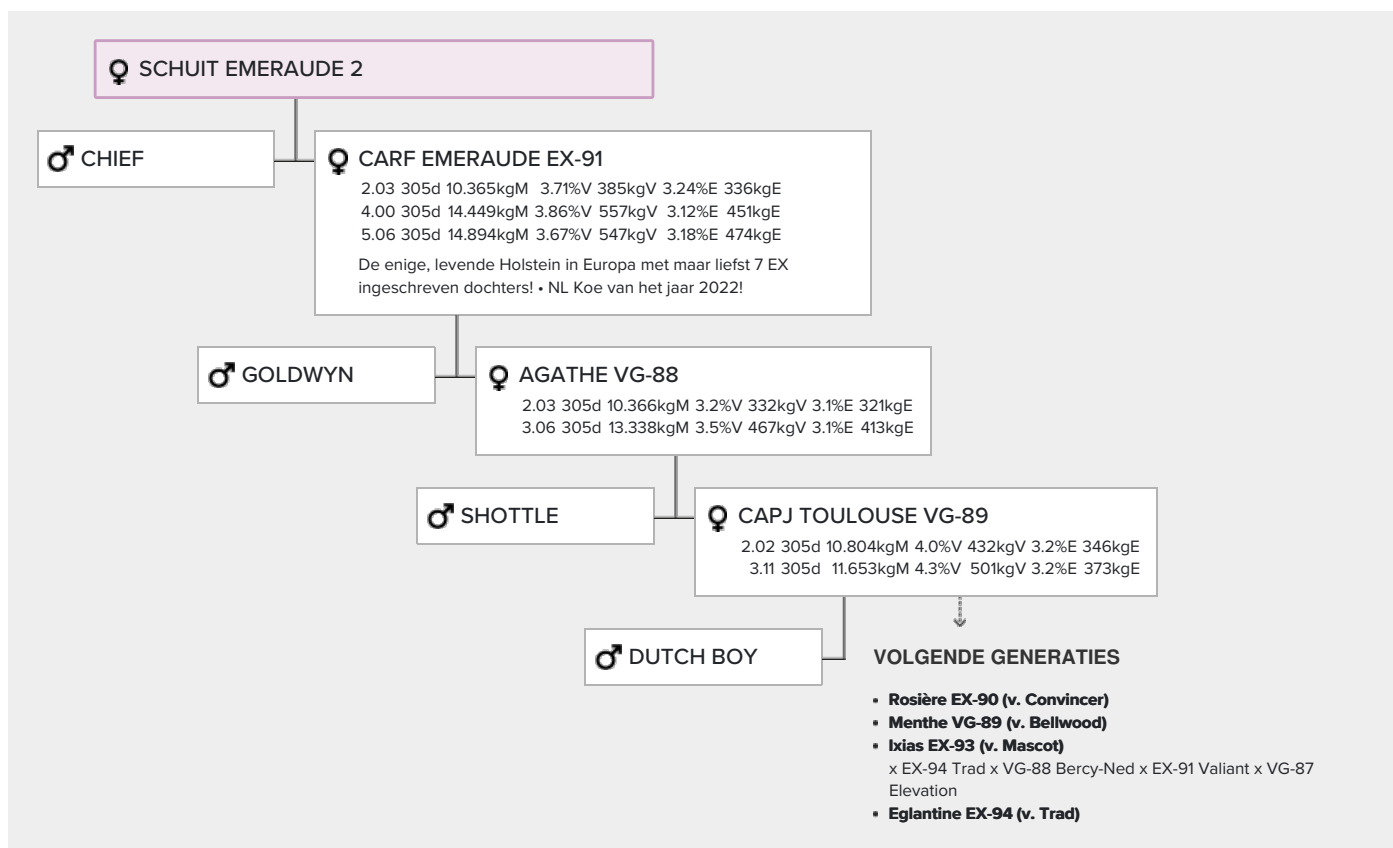 SCHUIT EMERAUDE 2
CHIEF
CARF EMERAUDE EX-91
2.03 305d 10.365kgM 3.71%V 385kgV 3.24%E 336kgE
4.00 305d 14.449kgM 3.86%V 557kgV 3.12%E 451kgE
5.06 305d 14.894kgM 3.67%V 547kgV 3.18%E 474kgE
De enige, levende Holstein in Europa met maar liefst 7 EX
ingeschreven dochters! • NL Koe van het jaar 2022!
GOLDWYN
AGATHE VG-88
2.03 305d 10.366kgM 3.2%V 332kgV 3.1%E 321kgE
3.06 305d 13.338kgM 3.5%V 467kgV 3.1%E 413kgE
SHOTTLE
CAPJ TOULOUSE VG-89
2.02 305d 10.804kgM 4.0%V 432kgV 3.2%E 346kgE
3.11 305d 11.653kgM 4.3%V 501kgV 3.2%E 373kgE
DUTCH BOY
VOLGENDE GENERATIES
• Rosière EX-90 (v. Convincer)
• Menthe VG-89 (v. Bellwood)
• Ixias EX-93 (v. Mascot)
x EX-94 Trad x VG-88 Bercy-Ned x EX-91 Valiant x VG-87
Elevation
• Eglantine EX-94 (v. Trad)